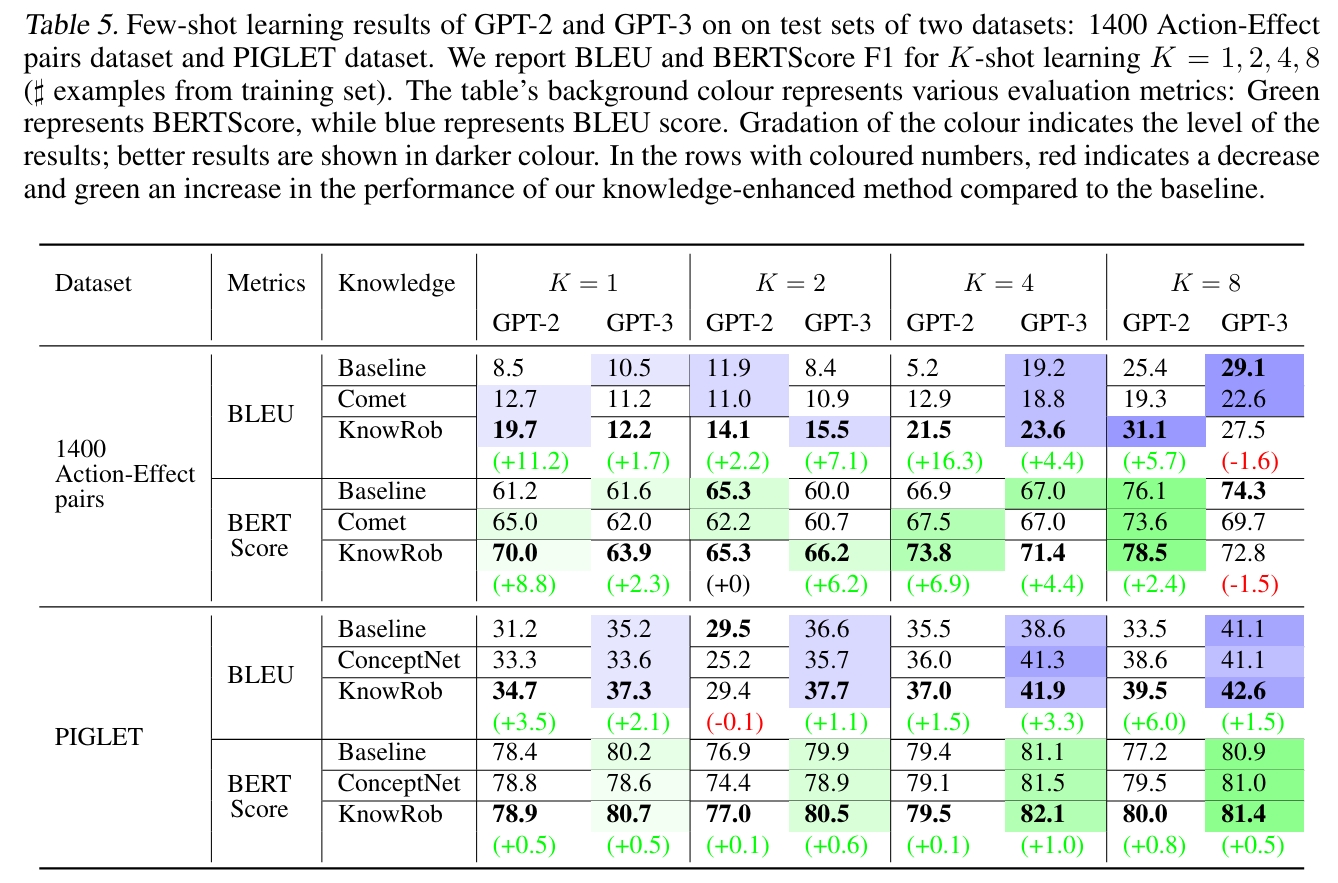 Table 5. Few-shot learning results of GPT-2 and GPT-3 on on test sets of two datasets: 1400 Action-Effect
pairs dataset and PIGLET dataset. We report BLEU and BERTScore F1 for K-shot learning K = 1, 2, 4, 8
(♯ examples from training set). The table's background colour represents various evaluation metrics: Green
represents BERTScore, while blue represents BLEU score. Gradation of the colour indicates the level of the
results; better results are shown in darker colour. In the rows with coloured numbers, red indicates a decrease
and green an increase in the performance of our knowledge-enhanced method compared to the baseline.
Dataset Metrics Knowledge K = 1 K = 2 K = 4 K = 8
GPT-2 GPT-3 GPT-2 GPT-3 GPT-2 GPT-3 GPT-2 GPT-3
1400
Action-Effect
pairs
BLEU
Baseline 8.5 10.5 11.9 8.4 5.2 19.2 25.4 29.1
Comet 12.7 11.2 11.0 10.9 12.9 18.8 19.3 22.6
KnowRob 19.7 12.2 14.1 15.5 21.5 23.6 31.1 27.5
(+11.2) (+1.7) (+2.2) (+7.1) (+16.3) (+4.4) (+5.7) (-1.6)
BERT
Score
Baseline 61.2 61.6 65.3 60.0 66.9 67.0 76.1 74.3
Comet 65.0 62.0 62.2 60.7 67.5 67.0 73.6 69.7
KnowRob 70.0 63.9 65.3 66.2 73.8 71.4 78.5 72.8
(+8.8) (+2.3) (+0) (+6.2) (+6.9) (+4.4) (+2.4) (-1.5)
PIGLET
BLEU
Baseline 31.2 35.2 29.5 36.6 35.5 38.6 33.5 41.1
ConceptNet 33.3 33.6 25.2 35.7 36.0 41.3 38.6 41.1
KnowRob 34.7 37.3 29.4 37.7 37.0 41.9 39.5 42.6
(+3.5) (+2.1) (-0.1) (+1.1) (+1.5) (+3.3) (+6.0) (+1.5)
BERT
Score
Baseline 78.4 80.2 76.9 79.9 79.4 81.1 77.2 80.9
ConceptNet 78.8 78.6 74.4 78.9 79.1 81.5 79.5 81.0
KnowRob 78.9 80.7 77.0 80.5 79.5 82.1 80.0 81.4
(+0.5) (+0.5) (+0.1) (+0.6) (+0.1) (+1.0) (+0.8) (+0.5)